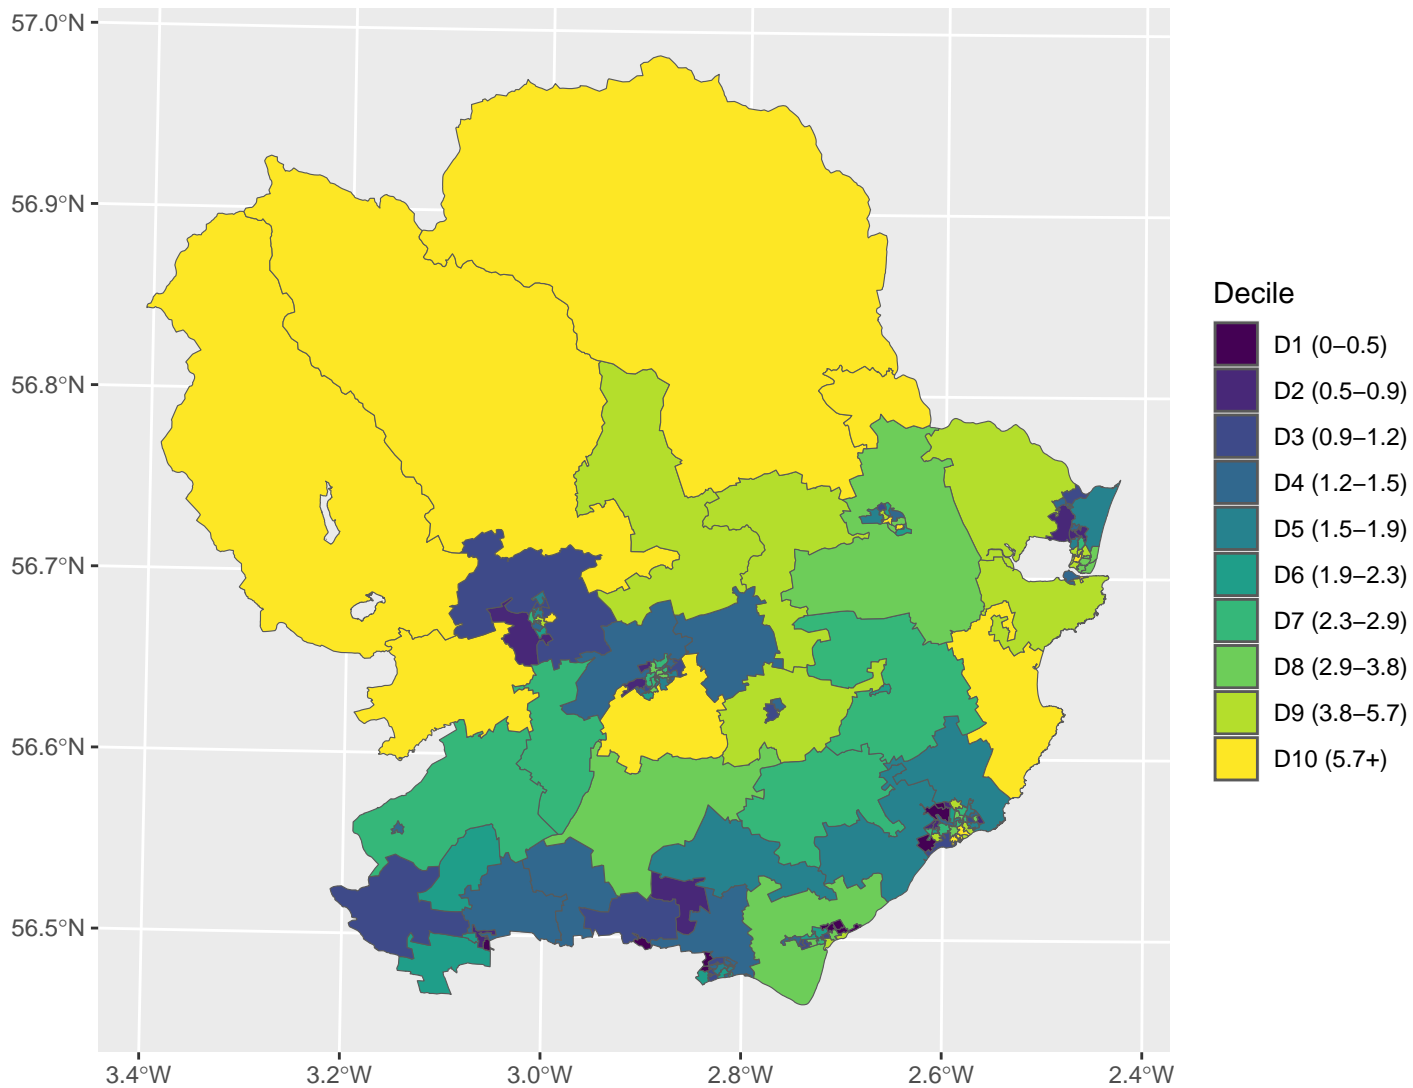 57.0°N
56.9°N
56.8°N
56.7°N
56.6°N
56.5°N
3.4°W
3.2°W
3.0°W
2.8°W
2.6°W
2.4°W
Decile
D1 (0−0.5)
D2 (0.5−0.9)
D3 (0.9−1.2)
D4 (1.2−1.5)
D5 (1.5−1.9)
D6 (1.9−2.3)
D7 (2.3−2.9)
D8 (2.9−3.8)
D9 (3.8−5.7)
D10 (5.7+)